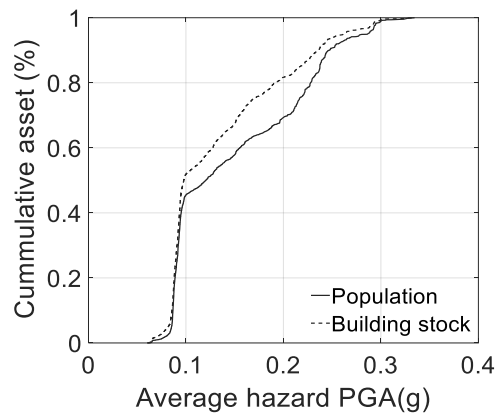 Cummulative asset (%)
1
0.8
0.6
0.4
0.2
0
0 0.1 0.2 0.3 0.4
Average hazard PGA(g)
Population
Building stock